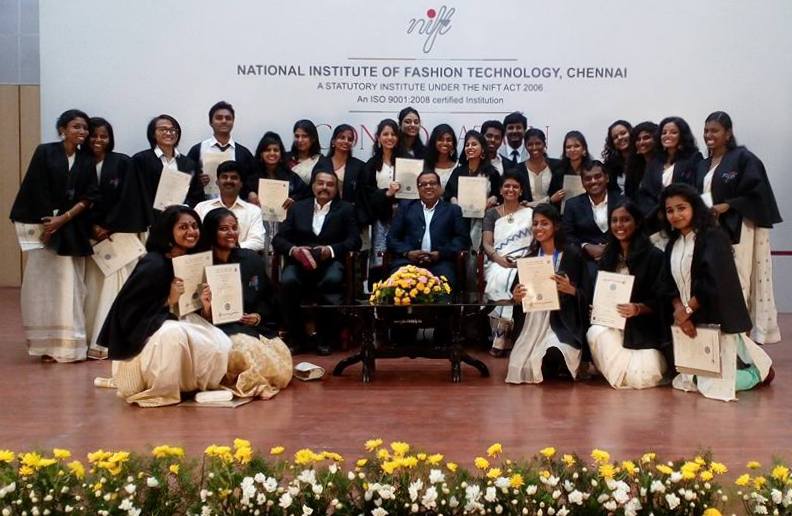 nift
NATIONAL INSTITUTE OF FASHION TECHNOLOGY, CHENNAI
A STATUTORY INSTITUTE UNDER THE NIFT ACT 2006
An ISO 9001:2008 certified Institution